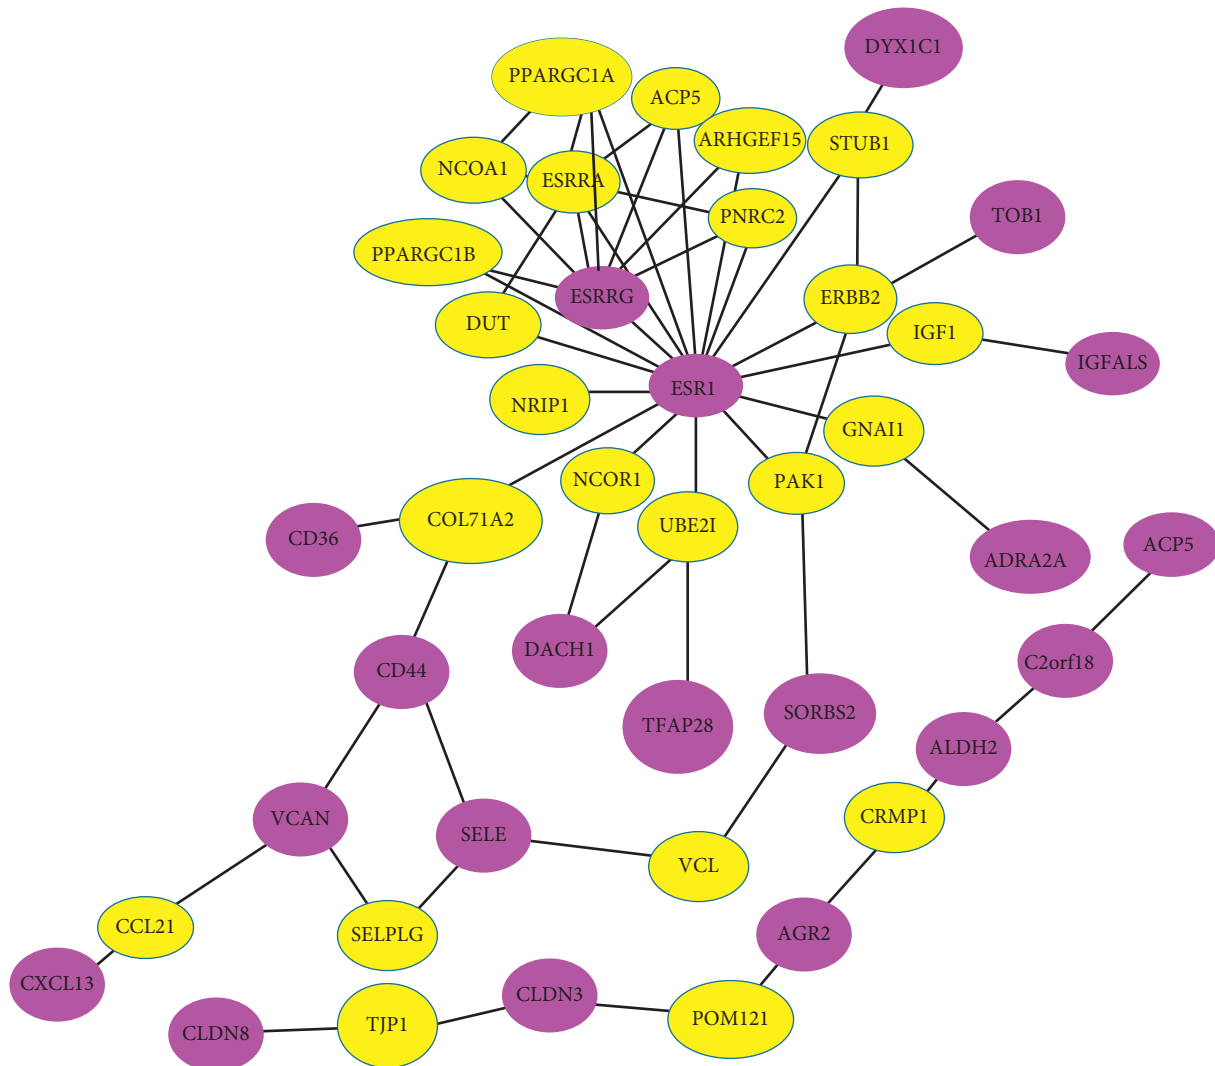 DYX1C1
PPARGC1A
ACP5
ARHGEF15
STUB1
NCOA1
ESRRA
PNRC2
TOB1
PPARGC1B
ESRRG
ERBB2
DUT
IGF1
IGFALS
ESR1
NRIP1
GNAI1
NCOR1
PAK1
COL71A2
UBE2I
CD36
ADRA2A
ACP5
DACH1
C2orf18
CD44
TFAP28
SORBS2
ALDH2
VCAN
SELE
CRMP1
VCL
CCL21
SELPLG
AGR2
CXCL13
CLDN3
CLDN8
TJP1
POM121